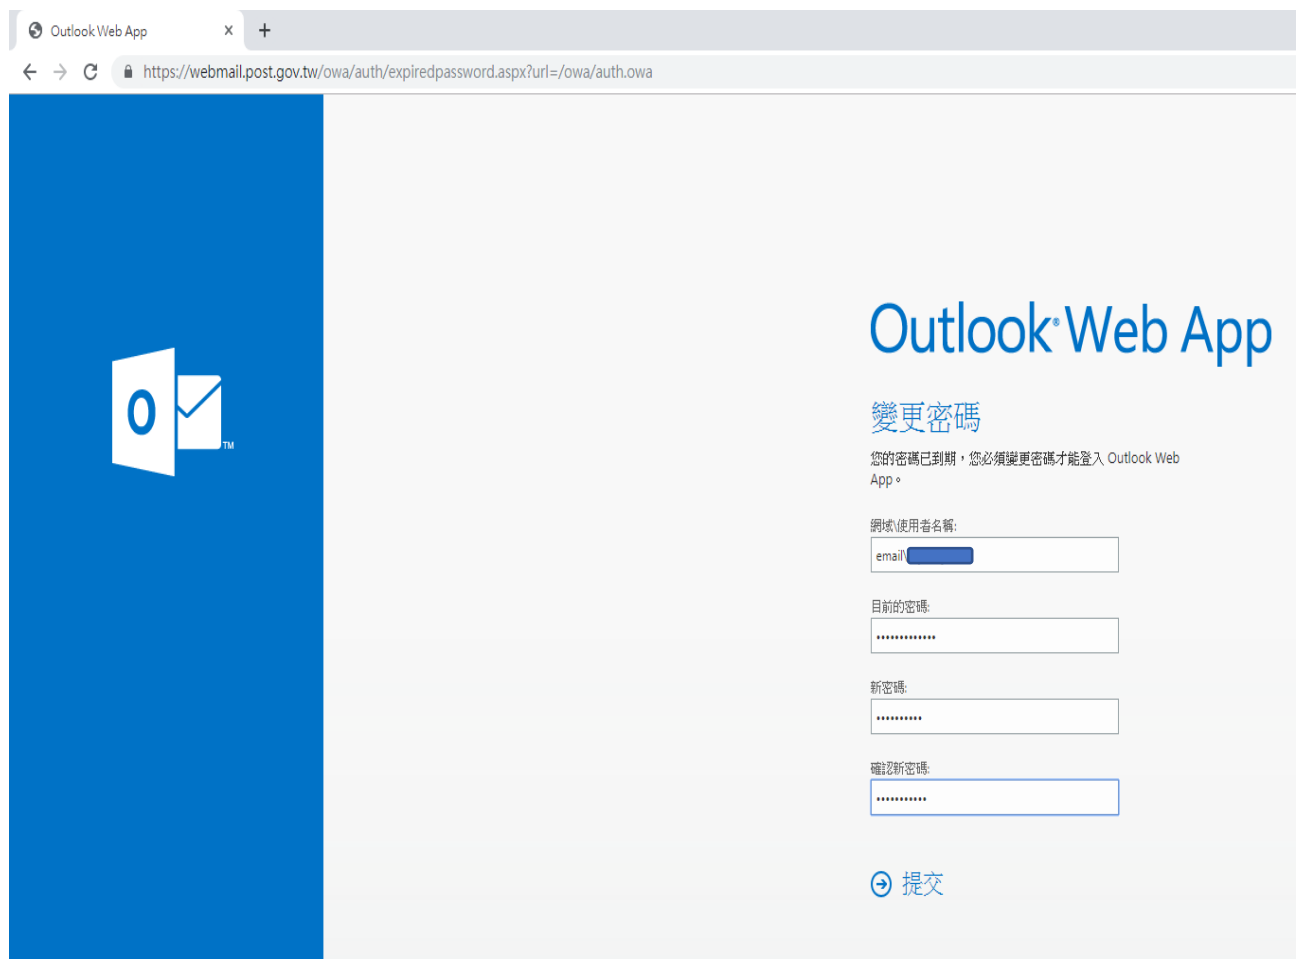 Outlook Web App
https://webmail.post.gov.tw/owa/auth/expiredpassword.aspx?url=/owa/auth.owa
Outlook® Web App
O
TM
變更密碼
您的密碼已到期，您必須變更密碼才能登入 Outlook Web
App。
網域\使用者名稱:
email\
目前的密碼:
•••••••••••••
新密碼:
••••••••••
確認新密碼:
•••••••••••
提交